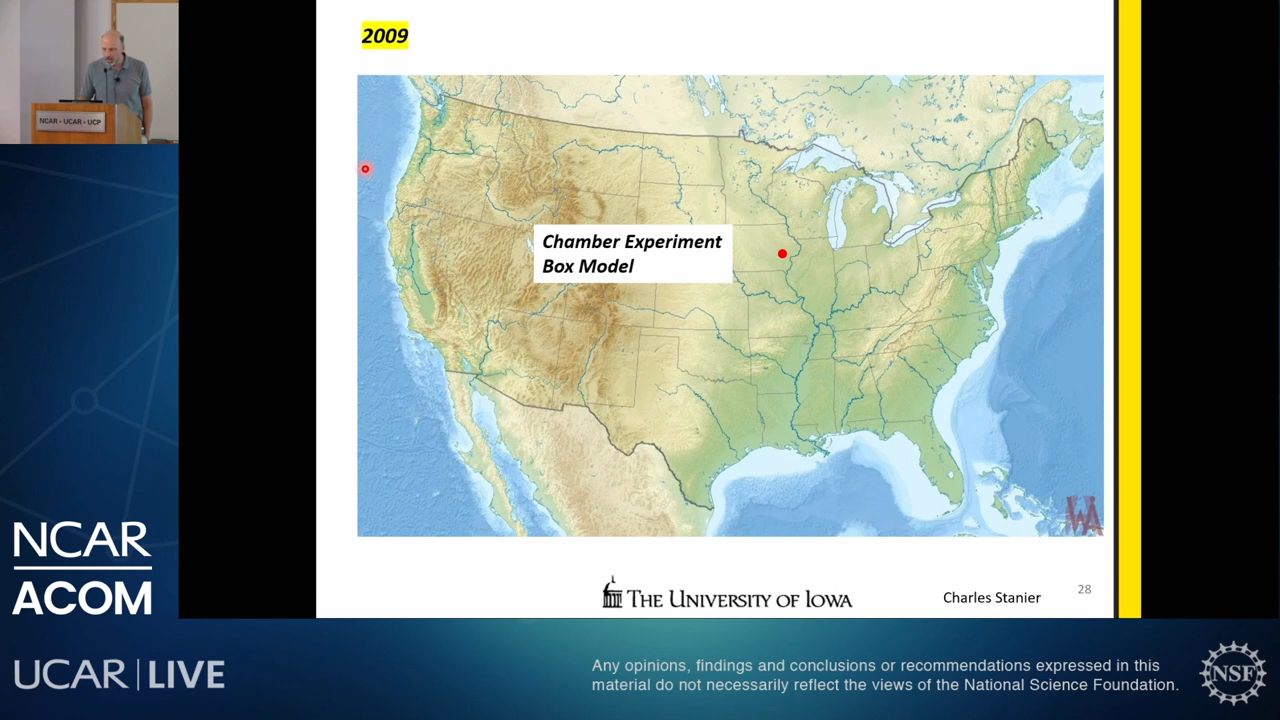 2009
NCAR • UCAR • UCP
Chamber Experiment
Box Model
WA
THE UNIVERSITY OF IOWA
Charles Stanier
28
NCAR
ACOM
UCAR | LIVE
Any opinions, findings and conclusions or recommendations expressed in this
material do not necessarily reflect the views of the National Science Foundation.
NSF